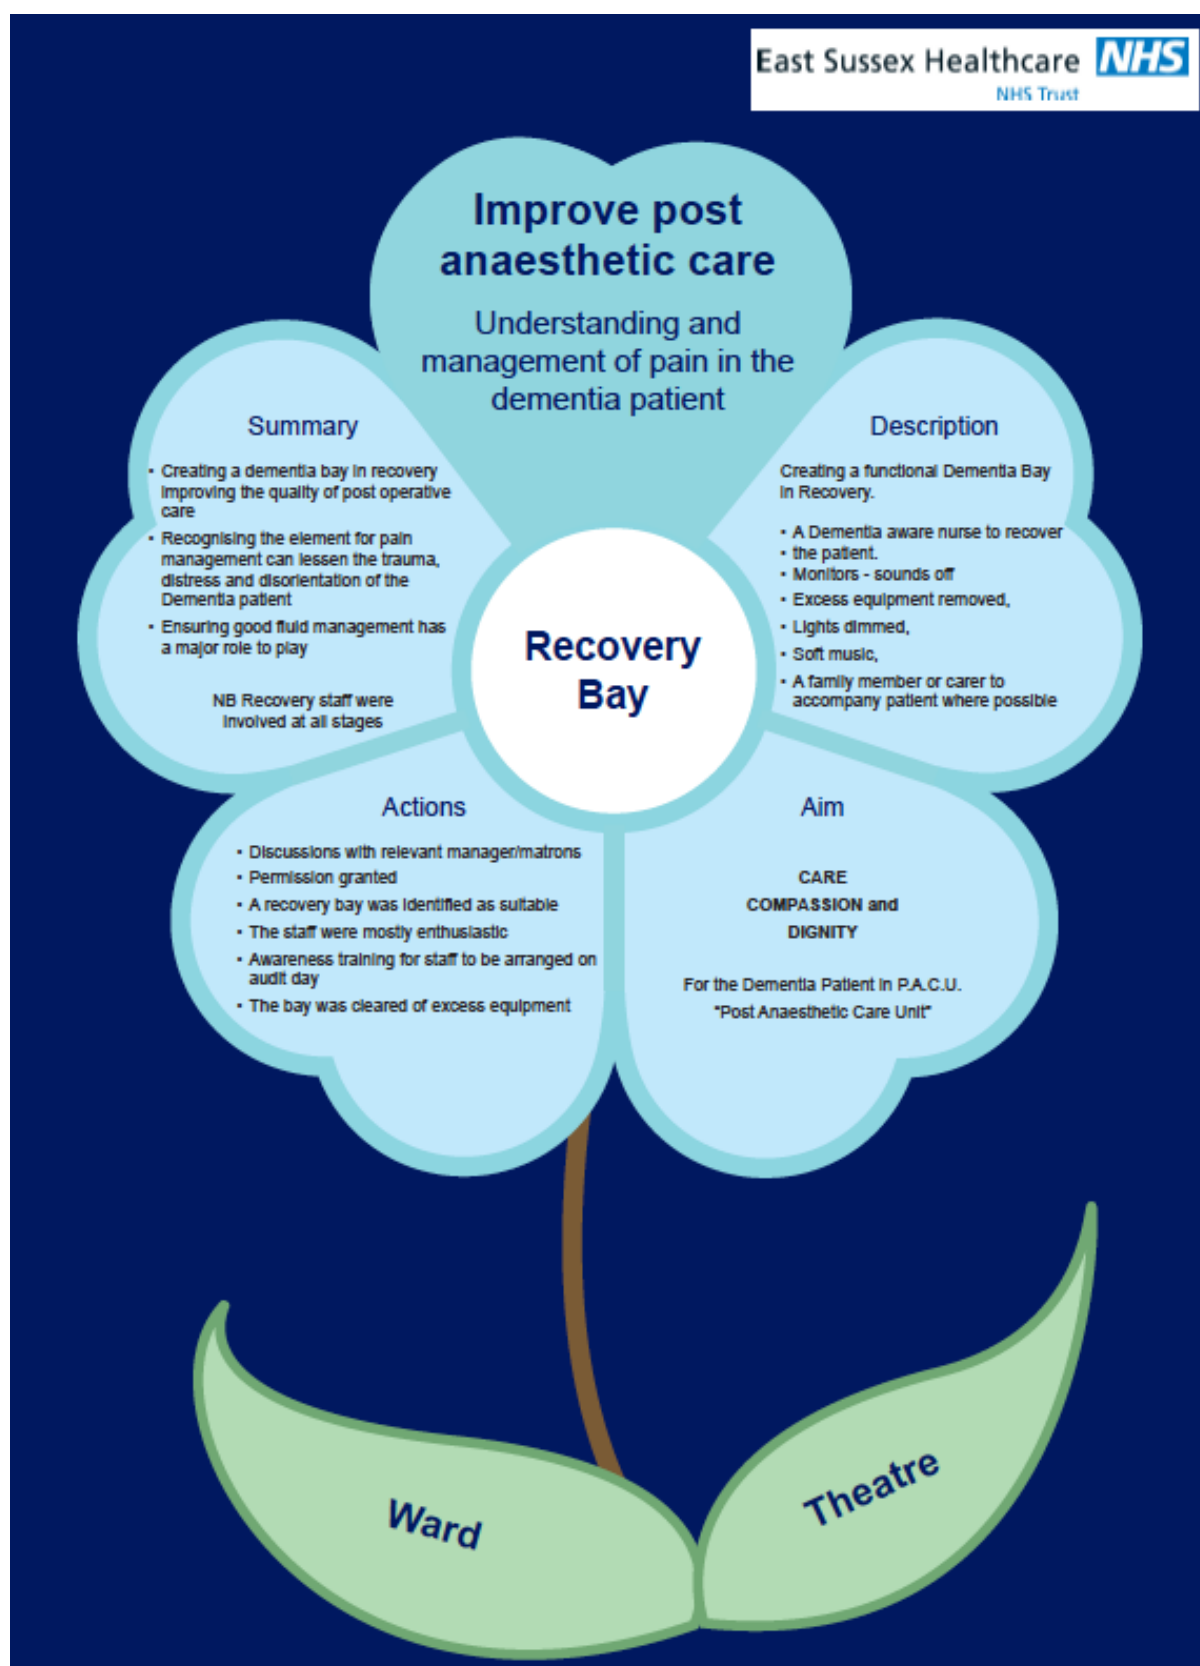 East Sussex Healthcare NHS
NHS Trust
Improve post
anaesthetic care
Understanding and
management of pain in the
dementia patient
Summary
• Creating a dementia bay in recovery
improving the quality of post operative
care
• Recognising the element for pain
management can lessen the trauma,
distress and disorientation of the
Dementia patient
• Ensuring good fluid management has
a major role to play
NB Recovery staff were
involved at all stages
Description
Creating a functional Dementia Bay
in Recovery.
• A Dementia aware nurse to recover
• the patient.
• Monitors - sounds off
• Excess equipment removed,
• Lights dimmed,
• Soft music,
• A family member or carer to
accompany patient where possible
Recovery
Bay
Actions
• Discussions with relevant manager/matrons
• Permission granted
• A recovery bay was identified as suitable
• The staff were mostly enthusiastic
• Awareness training for staff to be arranged on
audit day
• The bay was cleared of excess equipment
Aim
CARE
COMPASSION and
DIGNITY
For the Dementia Patient in P.A.C.U.
"Post Anaesthetic Care Unit"
Ward
Theatre